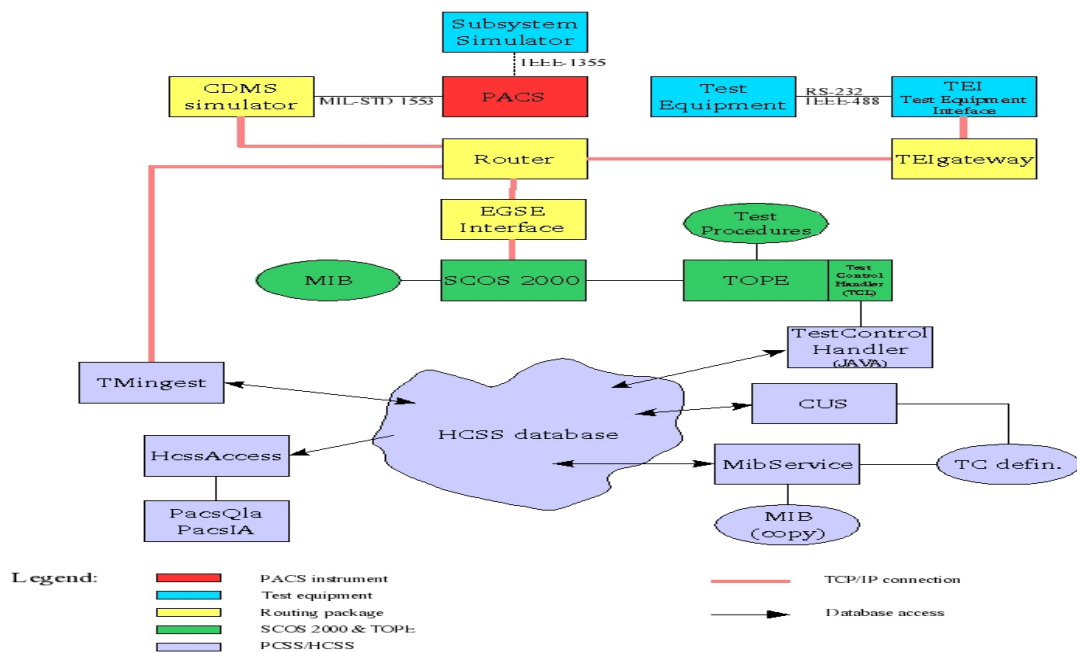 Subsystem
Simulator
IEEE-1355
CDMS
simulator
MIL-STD 1553
PACS
Test
Equipment
RS-232
IEEE-488
TEI
Test Equipment
Inteface
Router
TEIgateway
EGSE
Interface
Test
Procedures
MIB
SCOS 2000
TOPE
Test
Control
Handler
(TCL)
TestControl
Handler
(JAVA)
TMingest
CUS
HCSS database
HcssAccess
MibService
TC defin.
PacsQla
PacsIA
MIB
(copy)
Legend:
PACS instrument
Test equipment
Routing package
SCOS 2000 & TOPE
PCSS/HCSS
TCP/IP connection
Database access